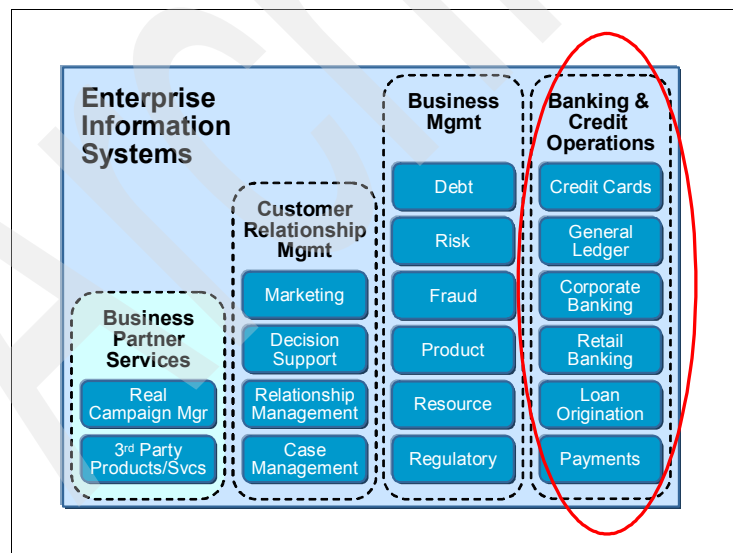 Enterprise
Information
Systems
Business
Partner
Services
Real
Campaign Mgr
3rd Party
Products/Svcs
Customer
Relationship
Mgmt
Marketing
Decision
Support
Relationship
Management
Case
Management
Business
Mgmt
Debt
Risk
Fraud
Product
Resource
Regulatory
Banking &
Credit
Operations
Credit Cards
General
Ledger
Corporate
Banking
Retail
Banking
Loan
Origination
Payments